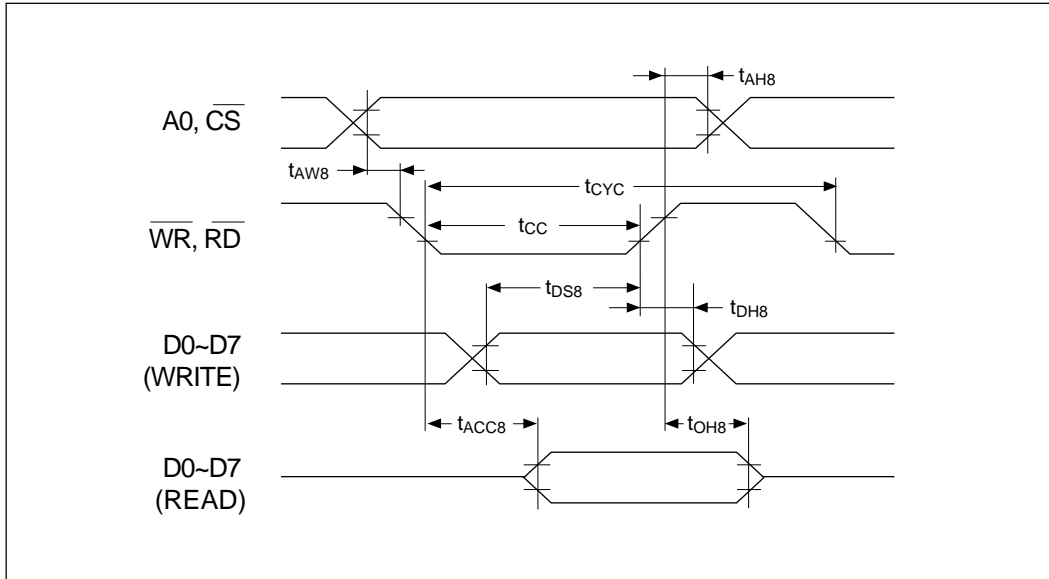 tAH8
A0, CS
tAW8
tCYC
WR, RD
tCC
tDS8
tDH8
D0~D7
(WRITE)
tACC8
tOH8
D0~D7
(READ)